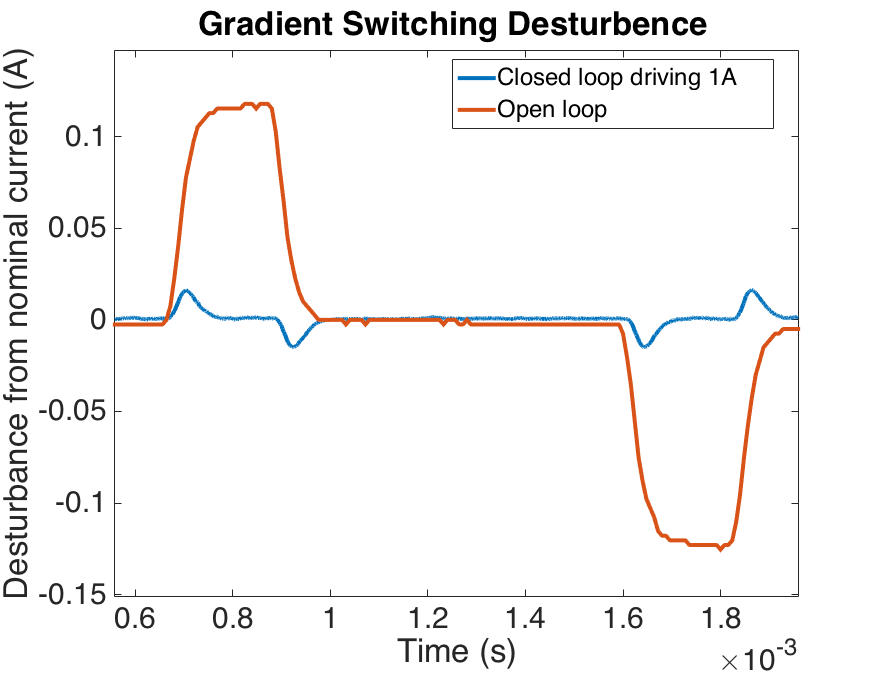 Gradient Switching Desturbence
Closed loop driving 1A
Open loop
Desturbance from nominal current (A)
0.1
0.05
0
-0.05
-0.1
-0.15
0.6 0.8 1 1.2 1.4 1.6 1.8
Time (s)
×10-3